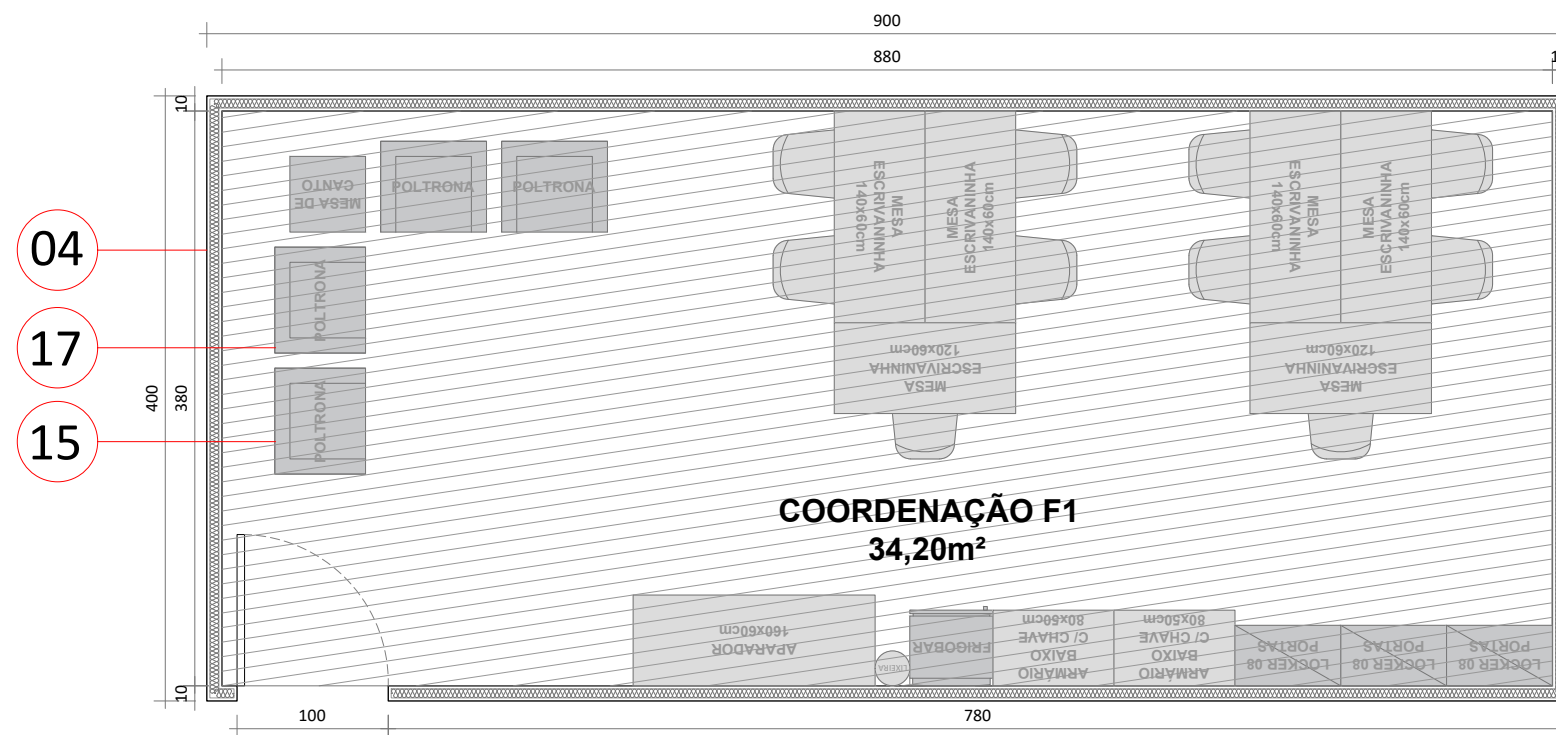 900
880
1
10
400
380
10
04
17
15
MESA DE
CANTO
POLTRONA
POLTRONA
POLTRONA
POLTRONA
MESA
ESCRIVANINHA
140x60cm
MESA
ESCRIVANINHA
140x60cm
MESA
ESCRIVANINHA
120x60cm
MESA
ESCRIVANINHA
140x60cm
MESA
ESCRIVANINHA
140x60cm
MESA
ESCRIVANINHA
120x60cm
COORDENAÇÃO F1
34,20m²
APARADOR
160x60cm
LIXEIRA
FRIGOBAR
ARMÁRIO
BAIXO
C/ CHAVE
80x50cm
ARMÁRIO
BAIXO
C/ CHAVE
80x50cm
LOCKER 08
PORTAS
LOCKER 08
PORTAS
LOCKER 08
PORTAS
100
780